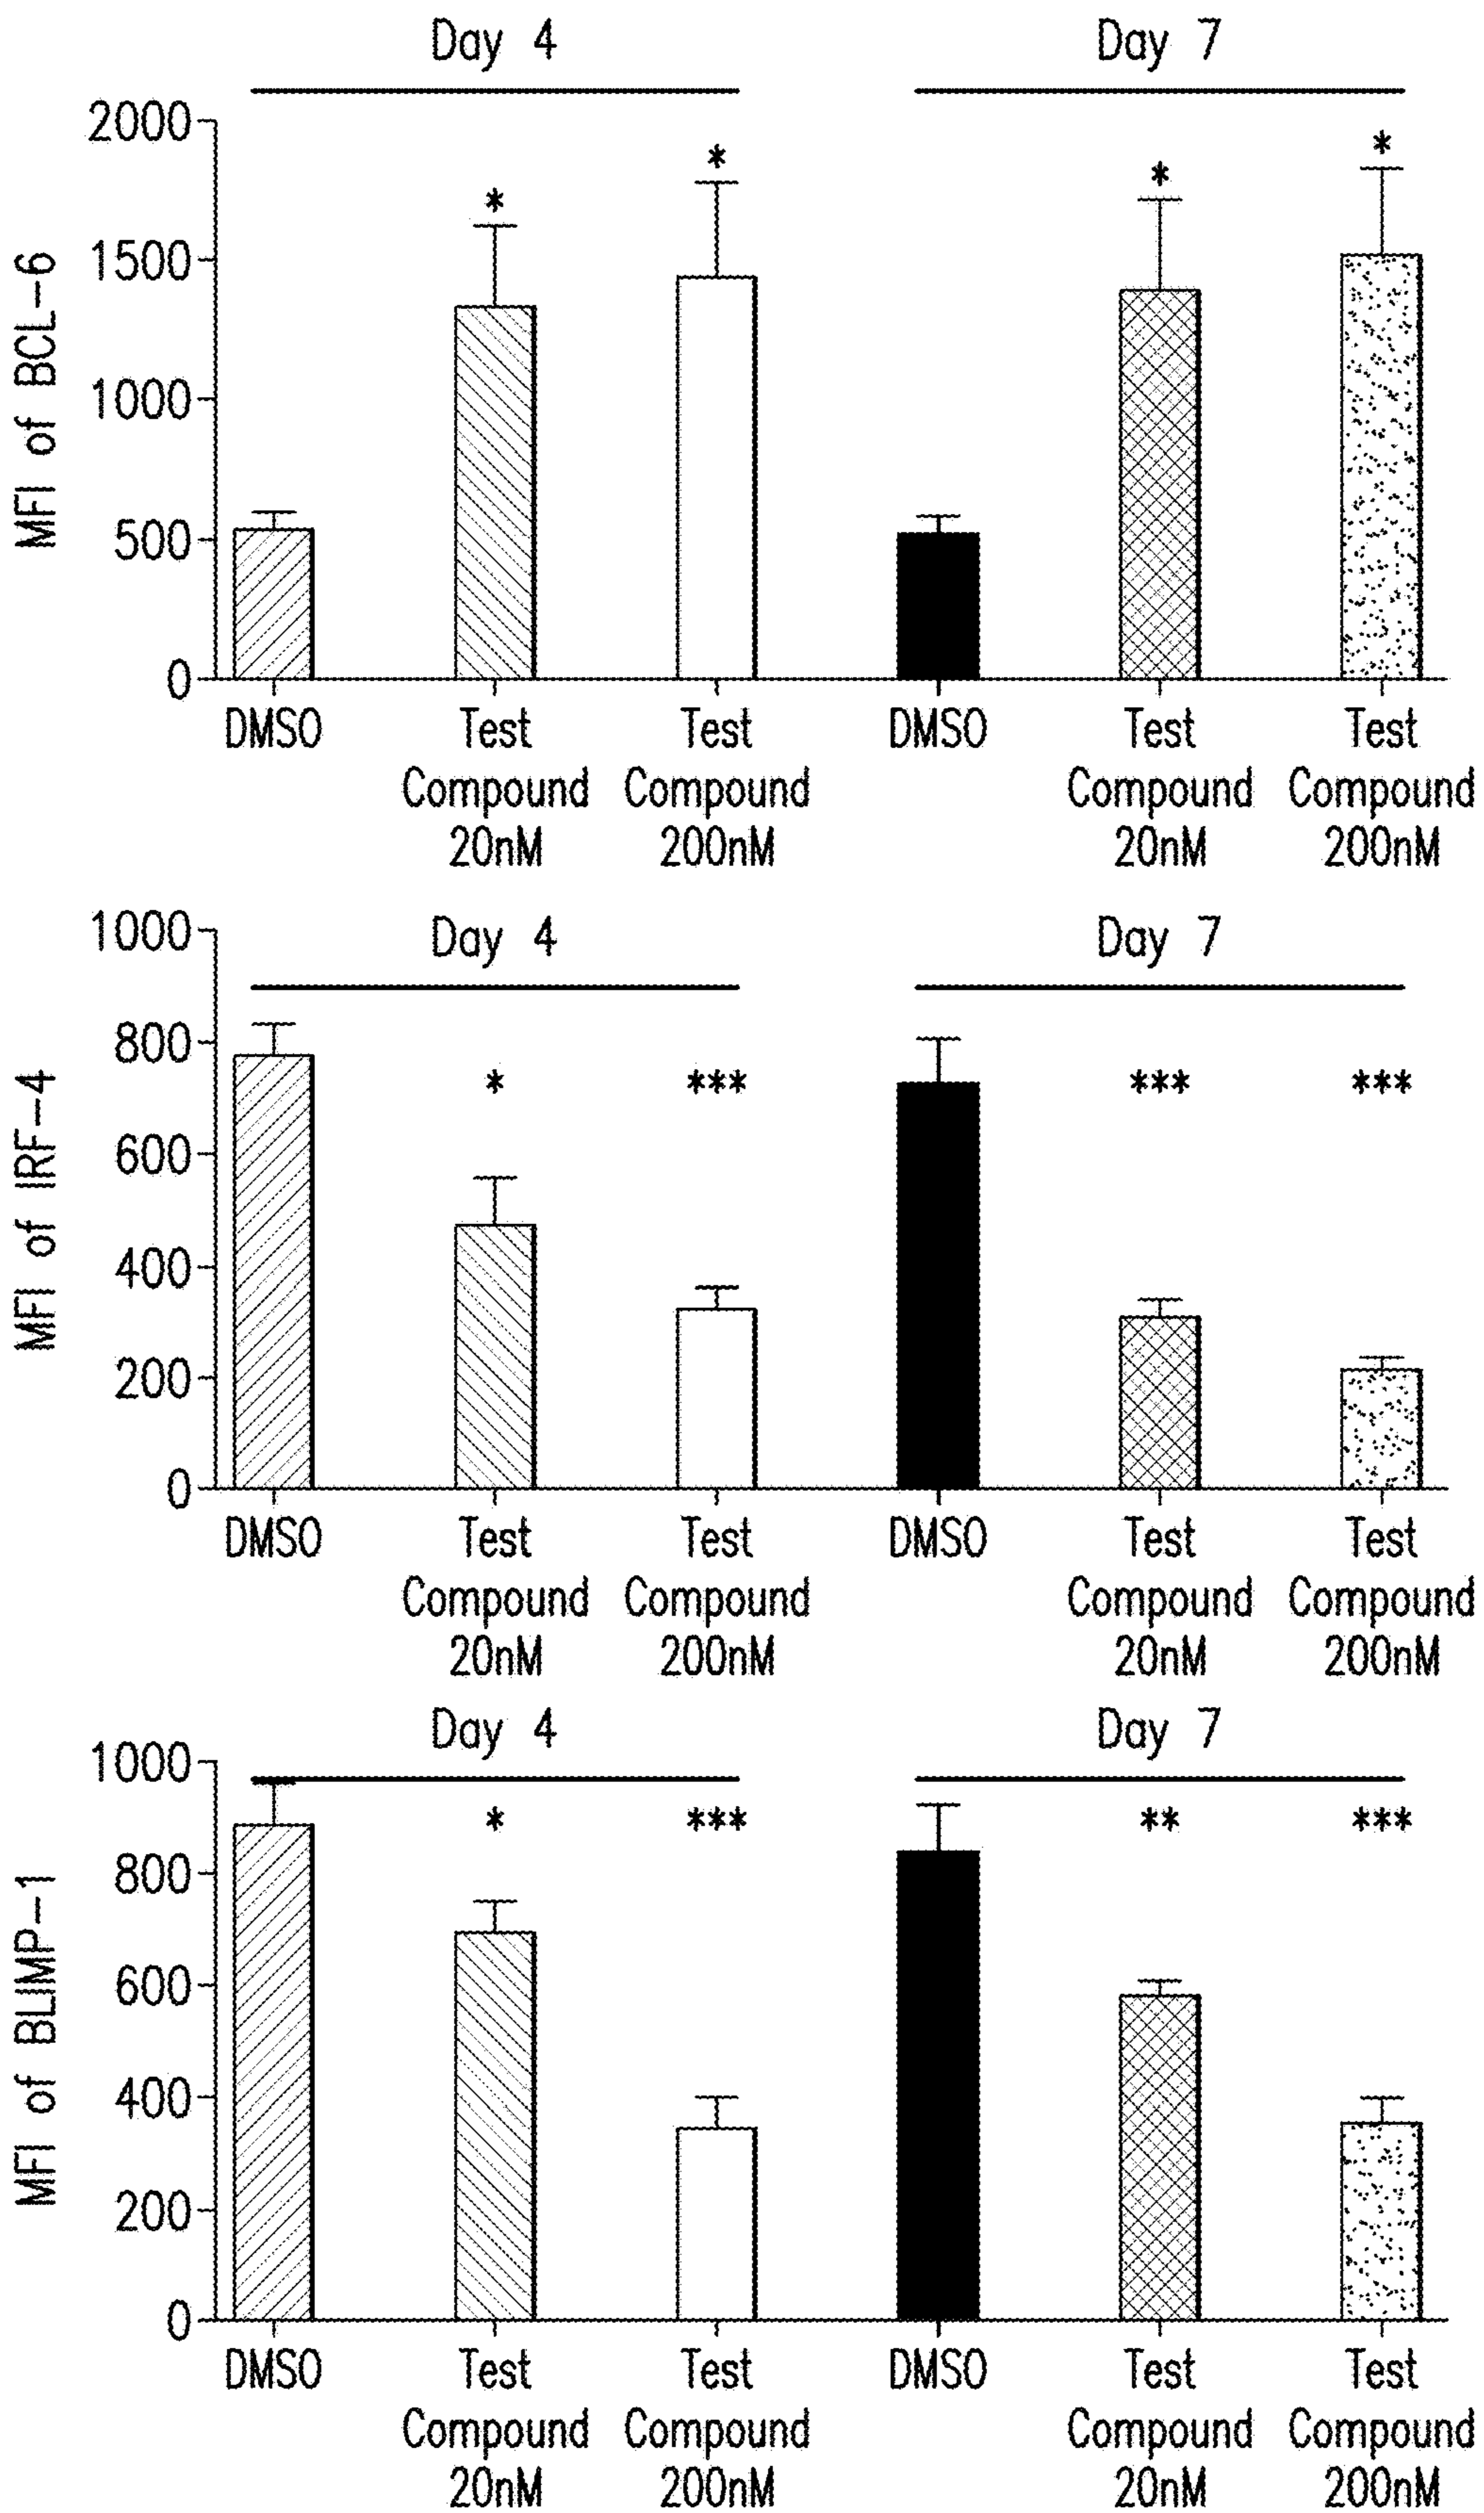 Day 4 Day 7
2000
* * * *
1500
1000
500
0
MFI of BCL-6
DMSO Test Test DMSO Test Test
Compound Compound Compound Compound
20nM 200nM 20nM 200nM
Day 4 Day 7
1000
800
* *** *** ***
600
400
200
0
MFI of IRF-4
DMSO Test Test DMSO Test Test
Compound Compound Compound Compound
20nM 200nM 20nM 200nM
Day 4 Day 7
1000
* *** ** ***
800
600
400
200
0
MFI of BLIMP-1
DMSO Test Test DMSO Test Test
Compound Compound Compound Compound
20nM 200nM 20nM 200nM